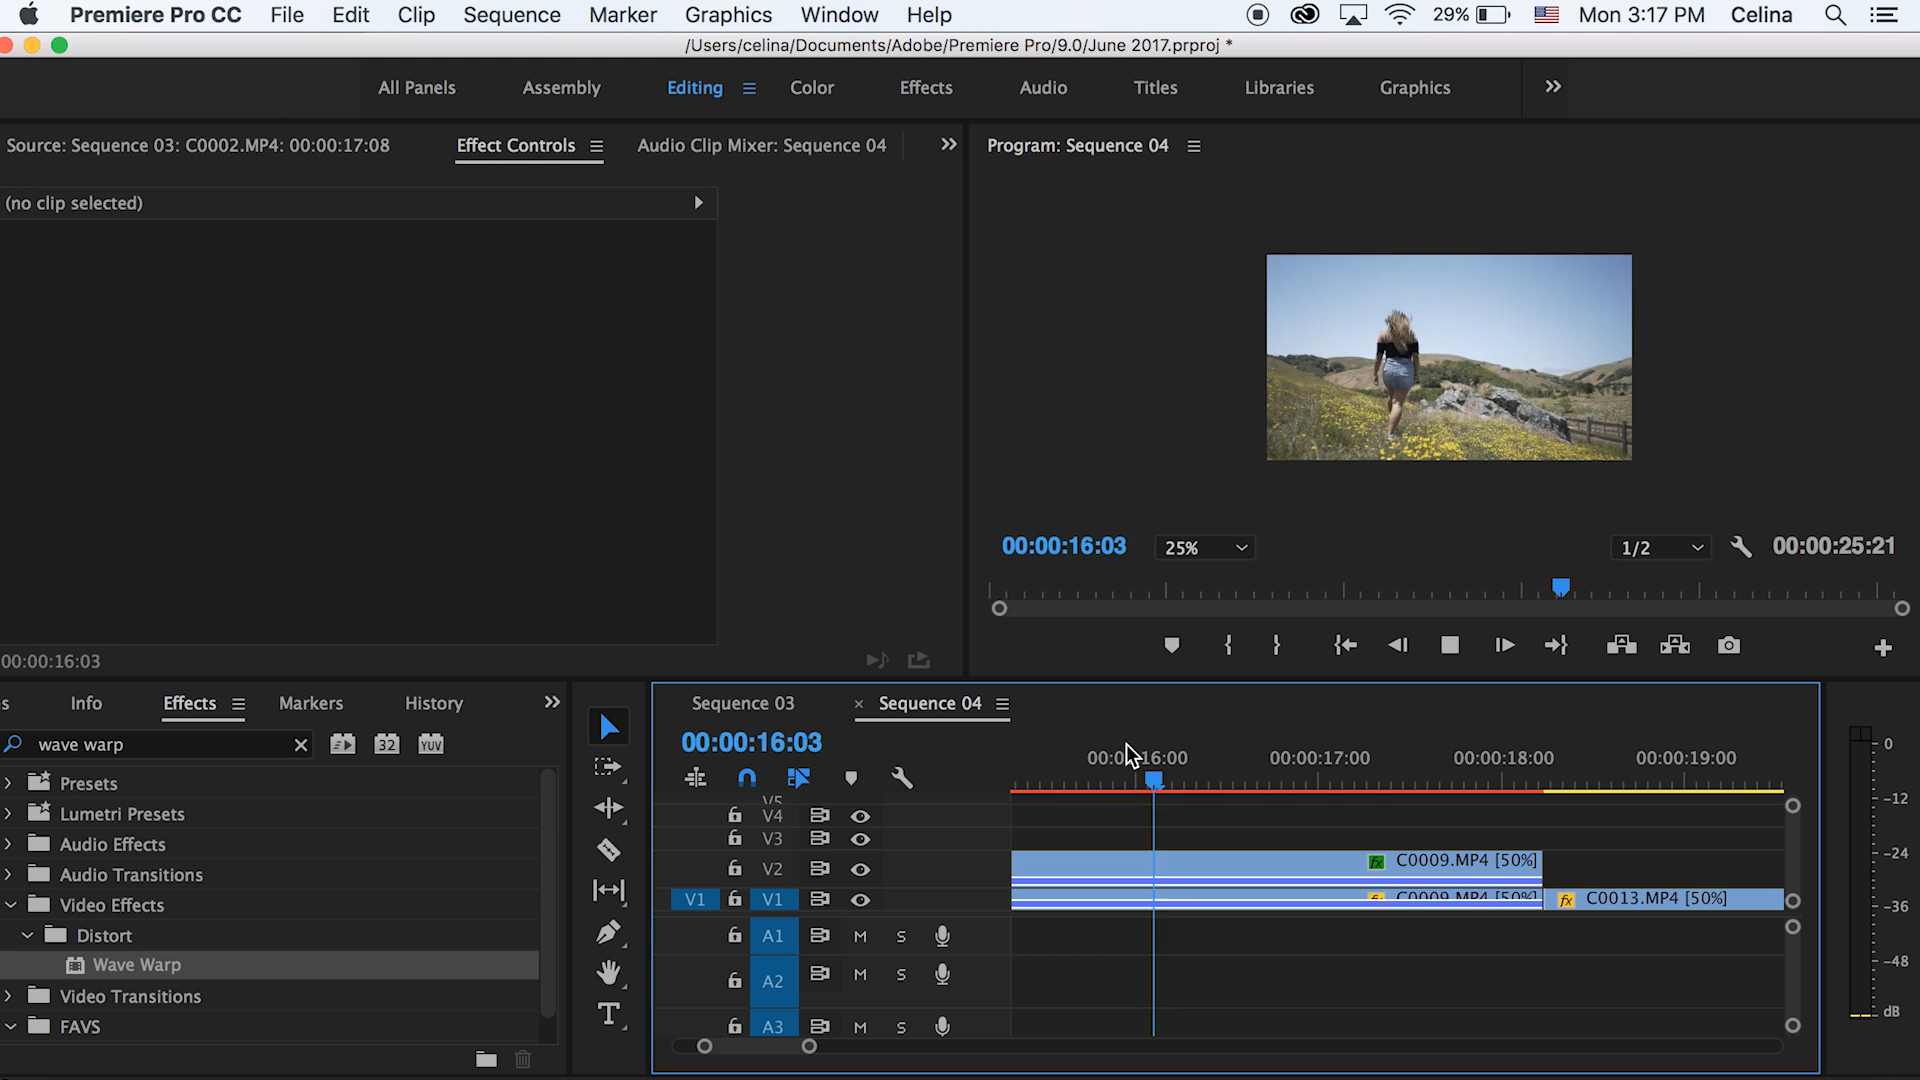 Premiere Pro CC File Edit Clip Sequence Marker Graphics Window Help 29% Mon 3:17 PM Celina
/Users/celina/Documents/Adobe/Premiere Pro/9.0/June 2017.prproj *
All Panels Assembly Editing Color Effects Audio Titles Libraries Graphics
Source: Sequence 03: C0002.MP4: 00:00:17:08 Effect Controls Audio Clip Mixer: Sequence 04 Program: Sequence 04
(no clip selected)
00:00:16:03 25% 1/2 00:00:25:21
00:00:16:03
s Info Effects Markers History
wave warp 32 YUV
Presets
Lumetri Presets
Audio Effects
Audio Transitions
Video Effects
Distort
Wave Warp
Video Transitions
FAVS
Sequence 03 × Sequence 04
00:00:16:03
16:00 00:00:17:00 00:00:18:00 00:00:19:00
V5
V4
V3
V2 fx C0009.MP4 [50%]
V1 V1 C0009.MP4 [50%] fx C0013.MP4 [50%]
A1 M S
A2 M S
A3 M S
0
-12
-24
-36
-48
dB